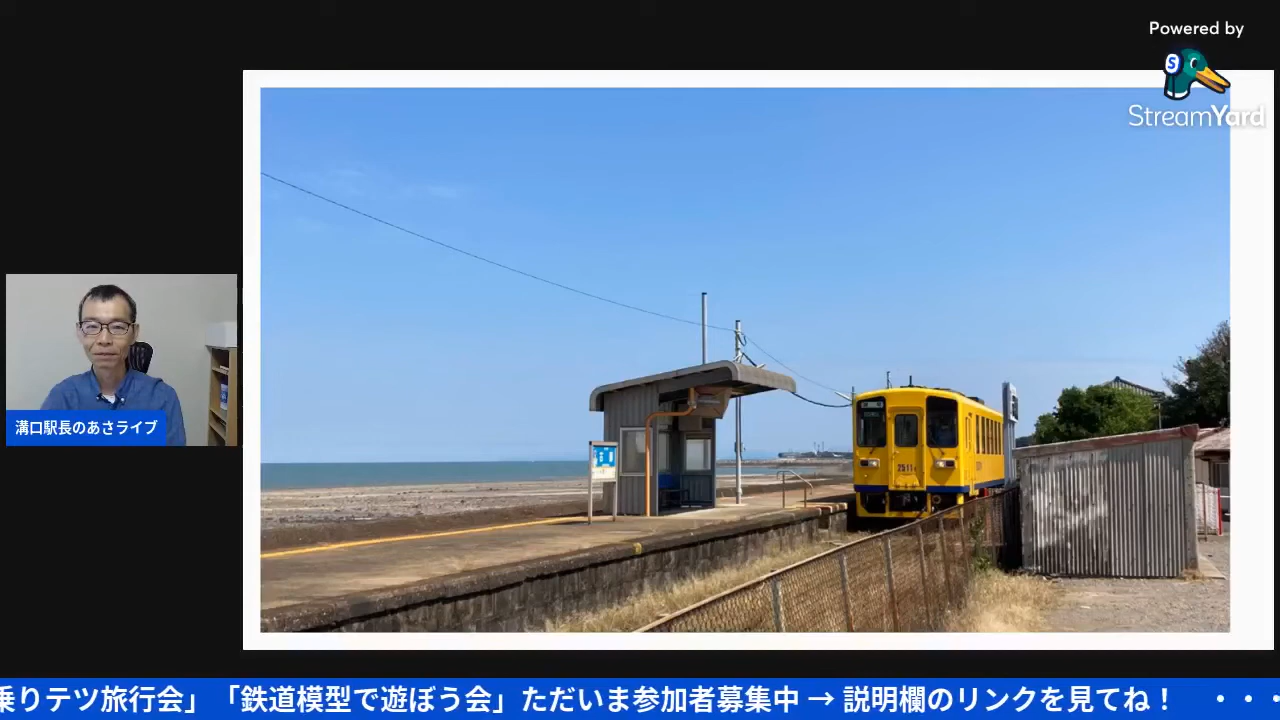 Powered by
S
StreamYard
2511
溝口駅長のあさライブ
乗りテツ旅行会」「鉄道模型で遊ぼう会」ただいま参加者募集中 → 説明欄のリンクを見てね！ ・・・